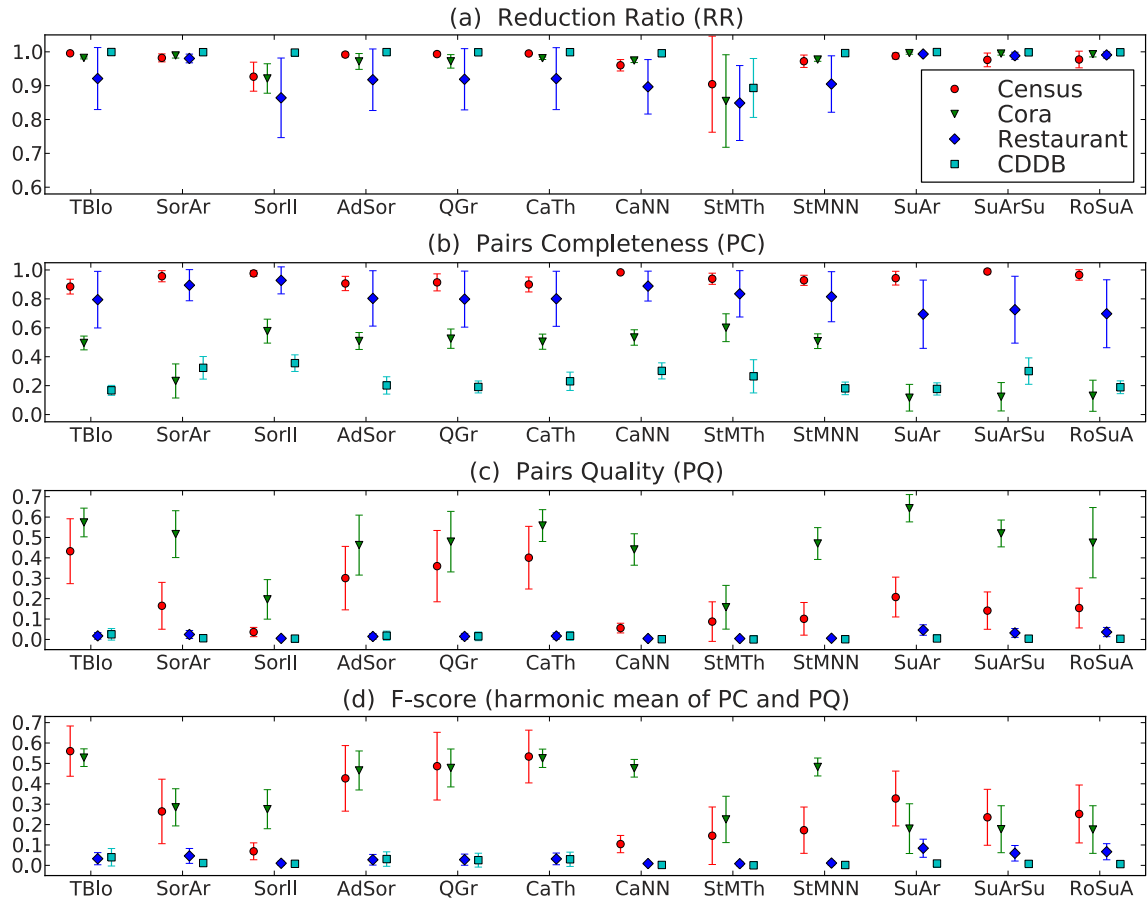 (a) Reduction Ratio (RR)
1.0
0.9
0.8
0.7
0.6
Census
Cora
Restaurant
CDDB
TBlo SorAr SorII AdSor QGr CaTh CaNN StMTh StMNN SuAr SuArSu RoSuA
(b) Pairs Completeness (PC)
1.0
0.8
0.6
0.4
0.2
0.0
TBlo SorAr SorII AdSor QGr CaTh CaNN StMTh StMNN SuAr SuArSu RoSuA
(c) Pairs Quality (PQ)
0.7
0.6
0.5
0.4
0.3
0.2
0.1
0.0
TBlo SorAr SorII AdSor QGr CaTh CaNN StMTh StMNN SuAr SuArSu RoSuA
(d) F-score (harmonic mean of PC and PQ)
0.7
0.6
0.5
0.4
0.3
0.2
0.1
0.0
TBlo SorAr SorII AdSor QGr CaTh CaNN StMTh StMNN SuAr SuArSu RoSuA